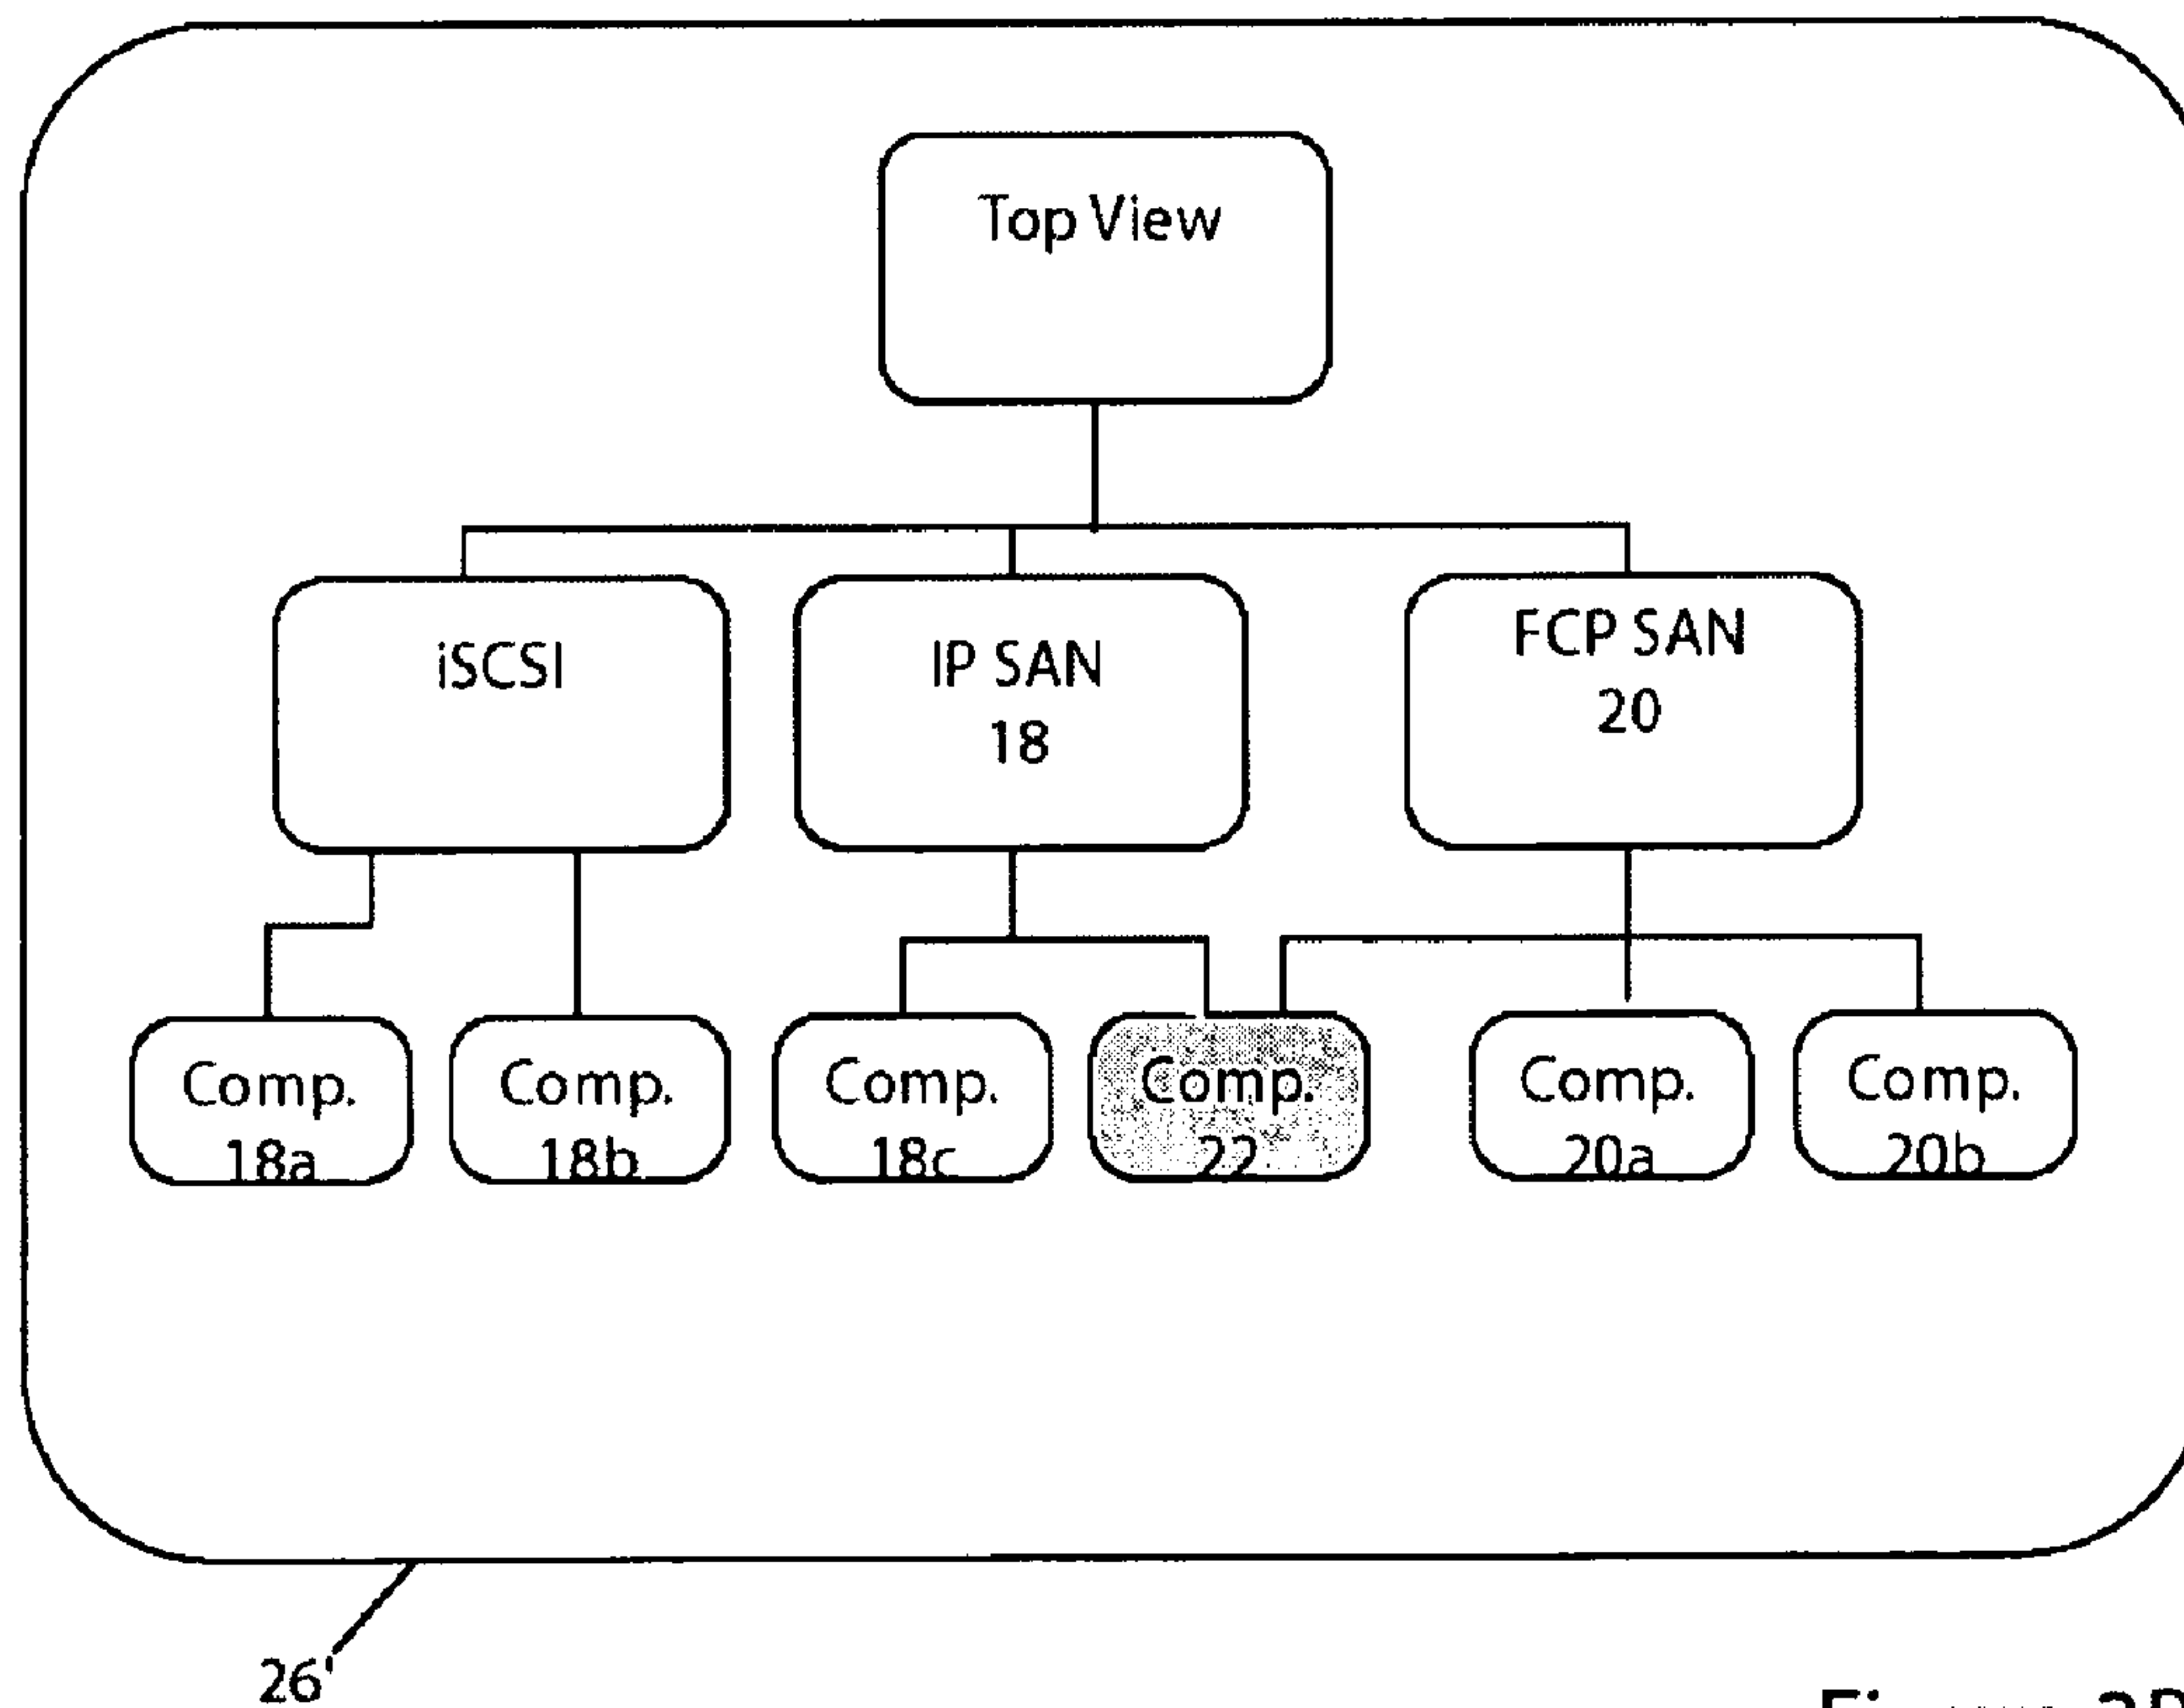 Top View
iSCSI
IP SAN
18
FCP SAN
20
Comp.
18a
Comp.
18b
Comp.
18c
Comp.
22
Comp.
20a
Comp.
20b
26'